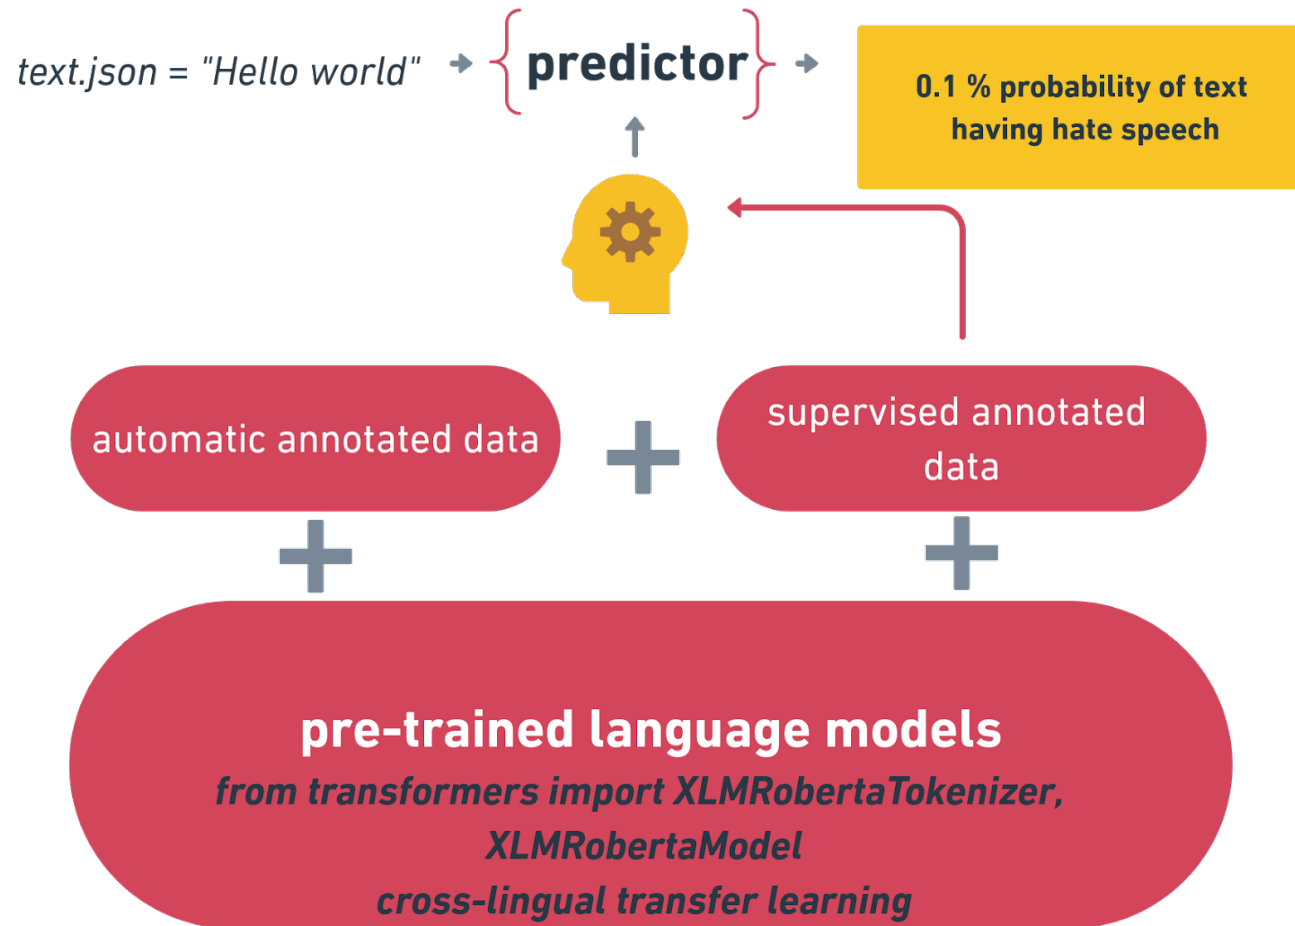 text.json = "Hello world"
{predictor}
0.1 % probability of text
having hate speech
automatic annotated data
supervised annotated
data
pre-trained language models
from transformers import XLMRobertaTokenizer,
XLMRobertaModel
cross-lingual transfer learning